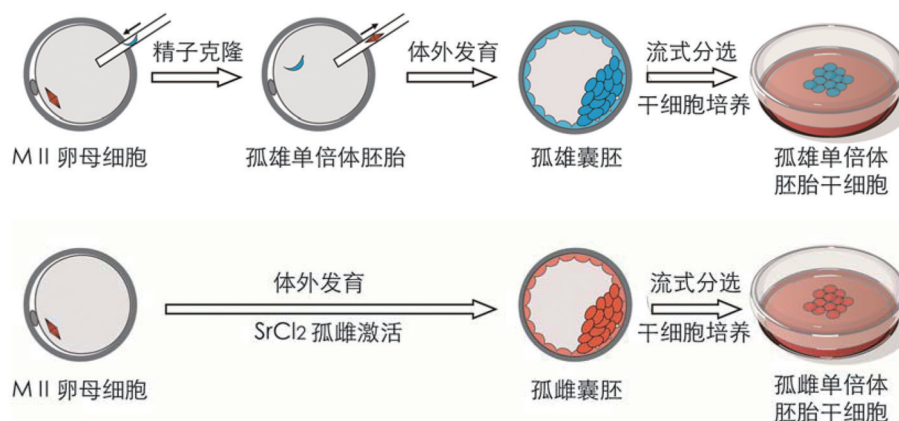 精子克隆
体外发育
流式分选
干细胞培养
MⅡ 卵母细胞
孤雄单倍体胚胎
孤雄囊胚
孤雄单倍体
胚胎干细胞
体外发育
SrCl2 孤雌激活
流式分选
干细胞培养
MⅡ 卵母细胞
孤雌囊胚
孤雌单倍体
胚胎干细胞